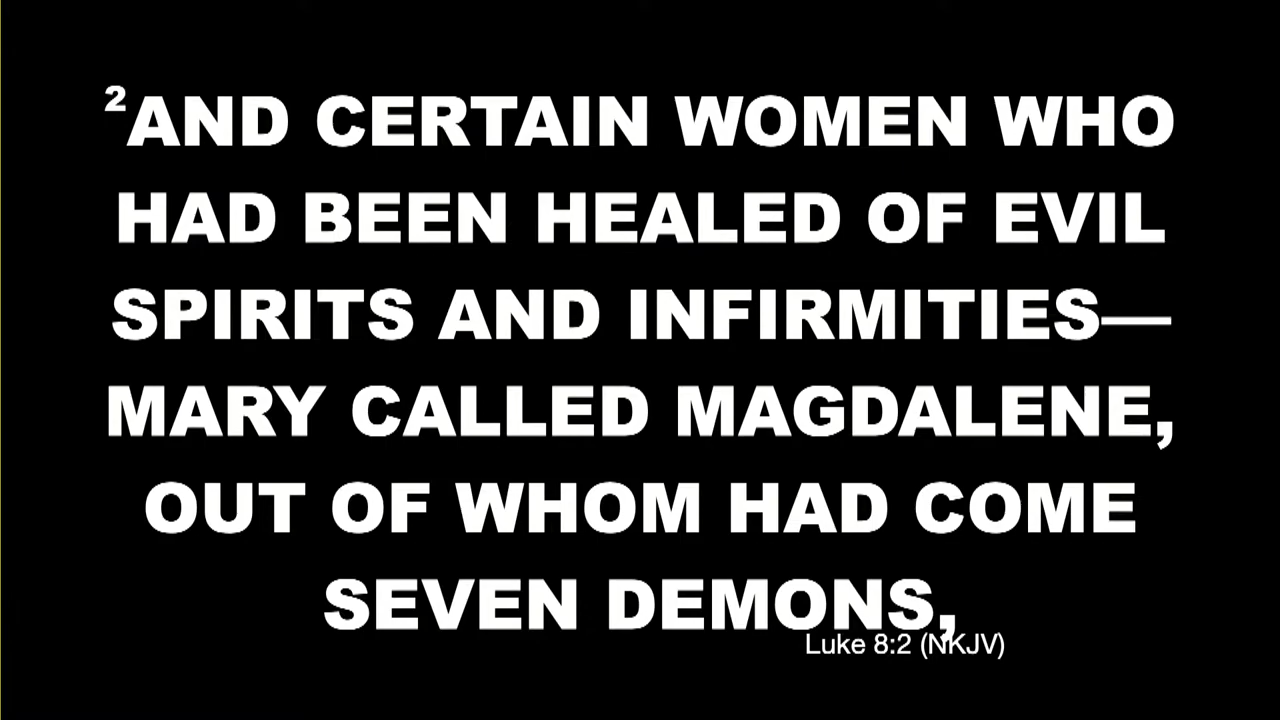 ²AND CERTAIN WOMEN WHO
HAD BEEN HEALED OF EVIL
SPIRITS AND INFIRMITIES—
MARY CALLED MAGDALENE,
OUT OF WHOM HAD COME
SEVEN DEMONS,
Luke 8:2 (NKJV)